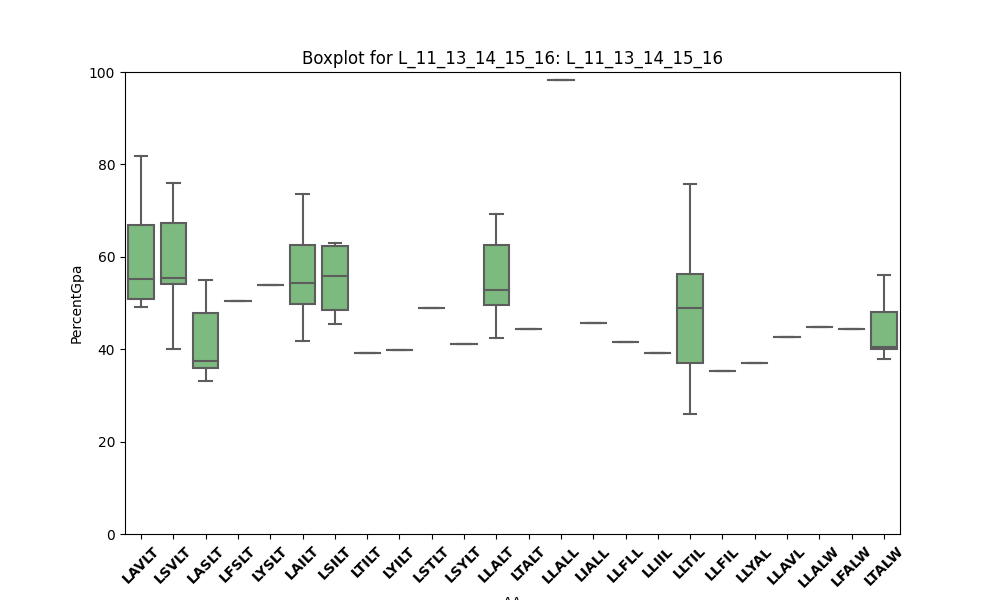 Boxplot for L_11_13_14_15_16: L_11_13_14_15_16
100
80
60
40
20
0
PercentGpa
LAVLT LSVLT LASLT LFSLT LYSLT LAILT LSILT LTILT LYILT LSTLT LSYLT LLALT LTALT LLALL LIALL LLFLL LLIIL LLTIL LLFIL LLYAL LLAVL LLALW LFALW LTALW